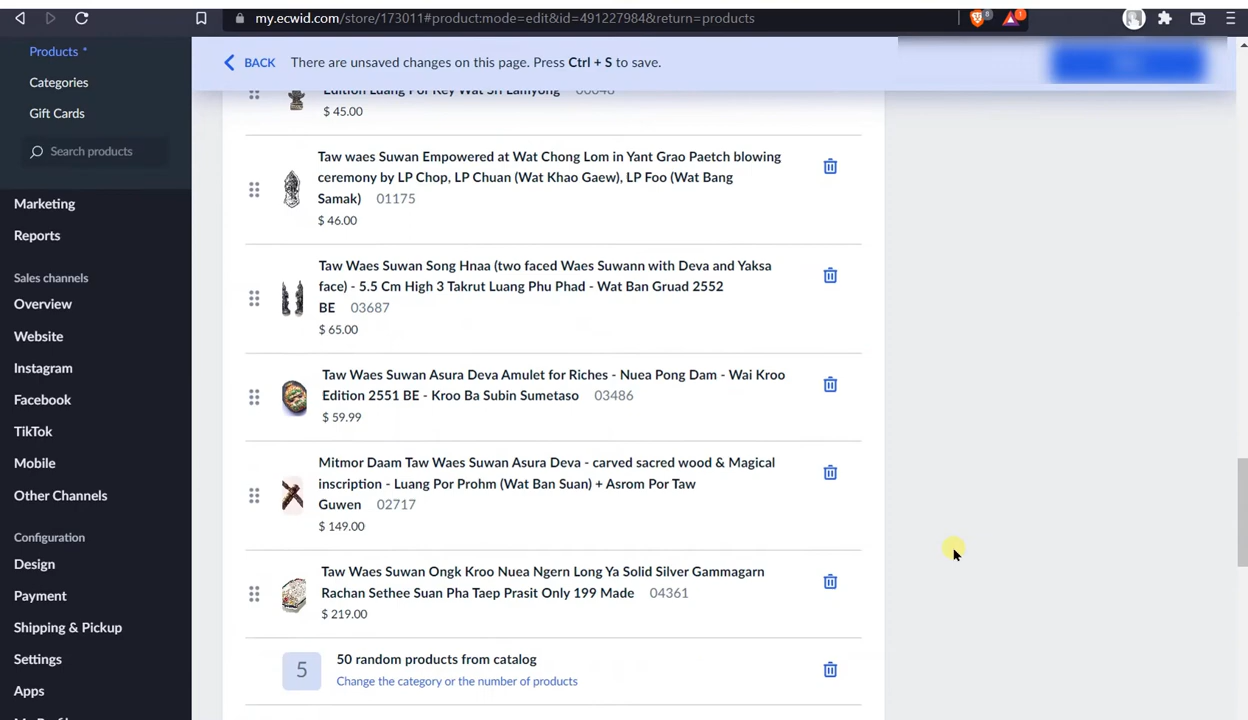 my.ecwid.com/store/173011#product:mode=edit&id=491227984&return=products
8
1
Products *
Categories
Gift Cards
Search products
Marketing
Reports
Sales channels
Overview
Website
Instagram
Facebook
TikTok
Mobile
Other Channels
Configuration
Design
Payment
Shipping & Pickup
Settings
Apps
BACK There are unsaved changes on this page. Press Ctrl + S to save.
Edition Luang Por Key Wat Sri Lamyong 00046
$ 45.00
Taw waes Suwan Empowered at Wat Chong Lom in Yant Grao Paetch blowing
ceremony by LP Chop, LP Chuan (Wat Khao Gaew), LP Foo (Wat Bang
Samak) 01175
$ 46.00
Taw Waes Suwan Song Hnaa (two faced Waes Suwann with Deva and Yaksa
face) - 5.5 Cm High 3 Takrut Luang Phu Phad - Wat Ban Gruad 2552
BE 03687
$ 65.00
Taw Waes Suwan Asura Deva Amulet for Riches - Nuea Pong Dam - Wai Kroo
Edition 2551 BE - Kroo Ba Subin Sumetaso 03486
$ 59.99
Mitmor Daam Taw Waes Suwan Asura Deva - carved sacred wood & Magical
inscription - Luang Por Prohm (Wat Ban Suan) + Asrom Por Taw
Guwen 02717
$ 149.00
Taw Waes Suwan Ongk Kroo Nuea Ngern Long Ya Solid Silver Gammagarn
Rachan Sethee Suan Pha Taep Prasit Only 199 Made 04361
$ 219.00
5
50 random products from catalog
Change the category or the number of products